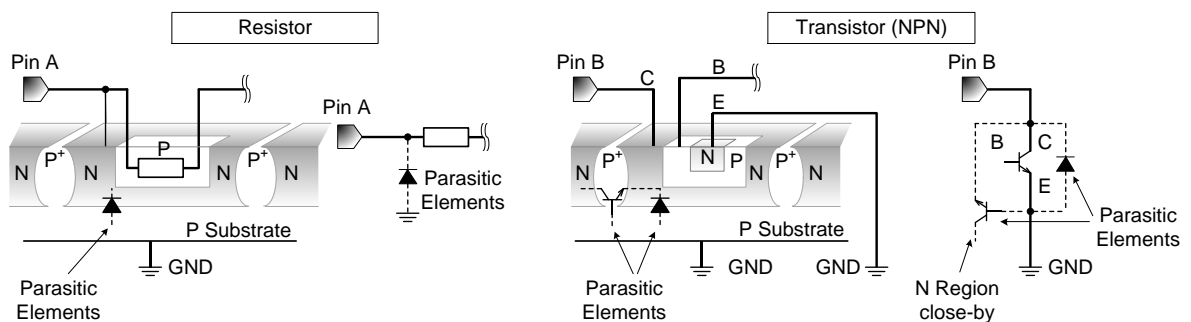 Resistor
Transistor (NPN)
Pin A
Pin A
N
P+
N
P
N
P+
N
Parasitic
Elements
P Substrate
GND
Parasitic
Elements
Pin B
C
B
E
N
P+
N
N
P
N
P+
N
P Substrate
GND
GND
Parasitic
Elements
Pin B
B
C
E
Parasitic
Elements
GND
N Region
close-by